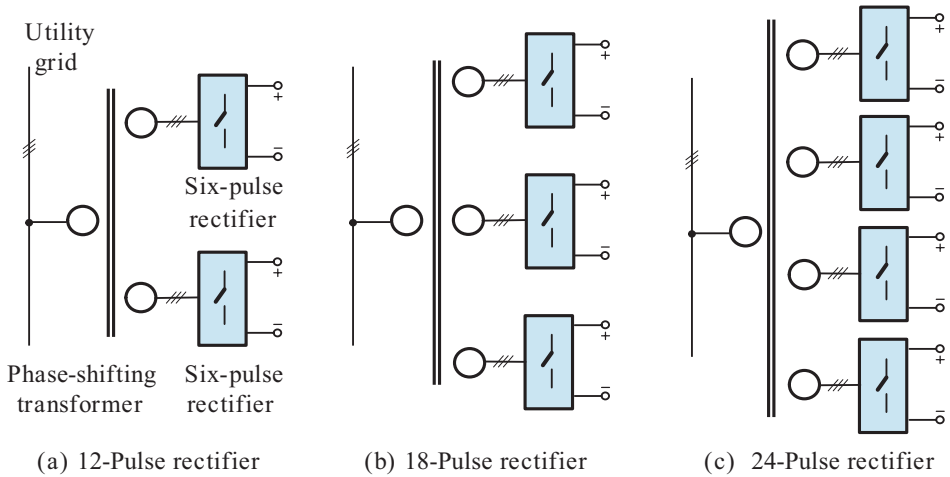 Utility
grid
+
−
Six-pulse
rectifier
+
−
Phase-shifting
transformer
Six-pulse
rectifier
(a) 12-Pulse rectifier
+
−
+
−
+
−
(b) 18-Pulse rectifier
+
−
+
−
+
−
+
−
(c) 24-Pulse rectifier